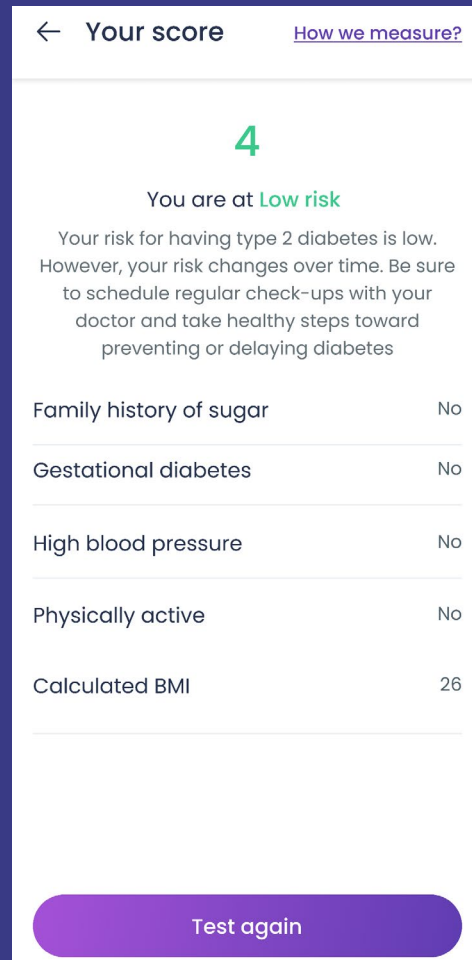 Your score How we measure?
4
You are at Low risk
Your risk for having type 2 diabetes is low.
However, your risk changes over time. Be sure
to schedule regular check-ups with your
doctor and take healthy steps toward
preventing or delaying diabetes
Family history of sugar No
Gestational diabetes No
High blood pressure No
Physically active No
Calculated BMI 26
Test again